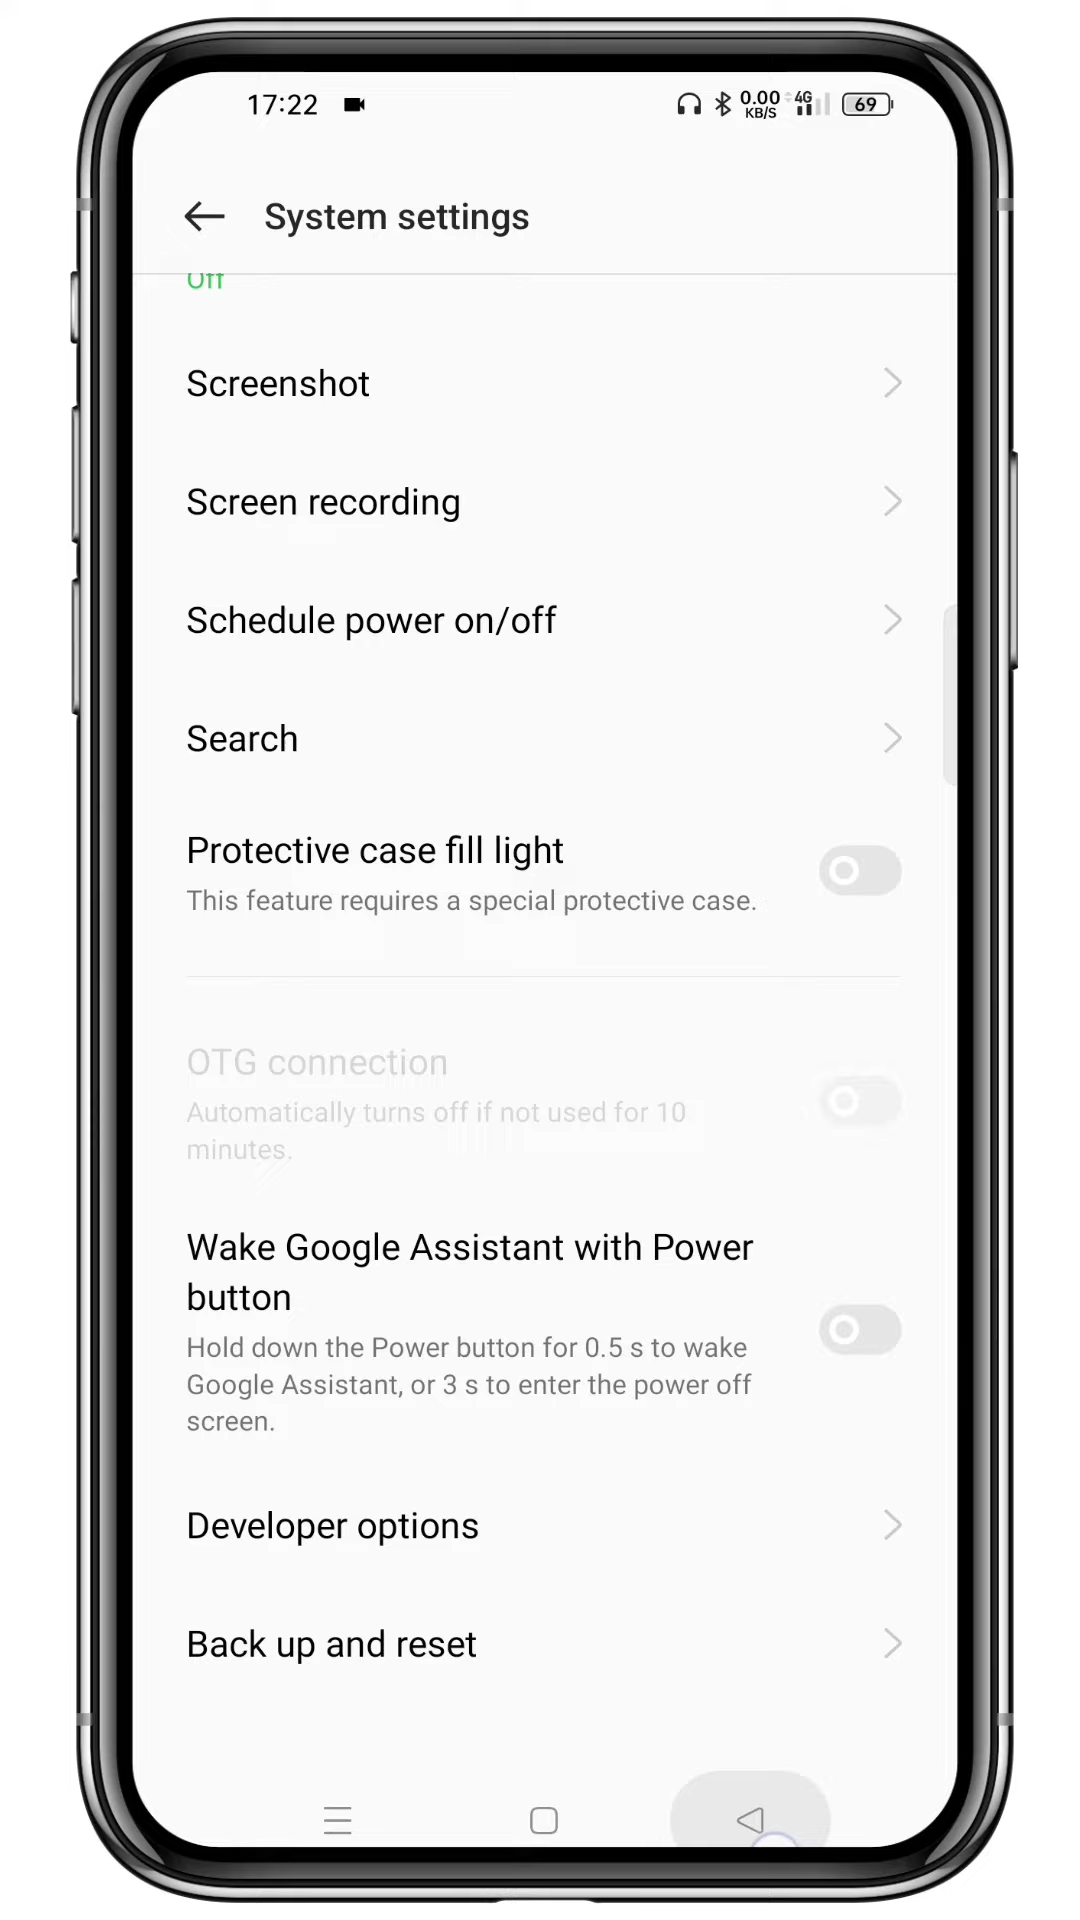 17:22
0.00
KB/S
4G
69
System settings
Off
Screenshot
Screen recording
Schedule power on/off
Search
Protective case fill light
This feature requires a special protective case.
OTG connection
Automatically turns off if not used for 10
minutes.
Wake Google Assistant with Power
button
Hold down the Power button for 0.5 s to wake
Google Assistant, or 3 s to enter the power off
screen.
Developer options
Back up and reset